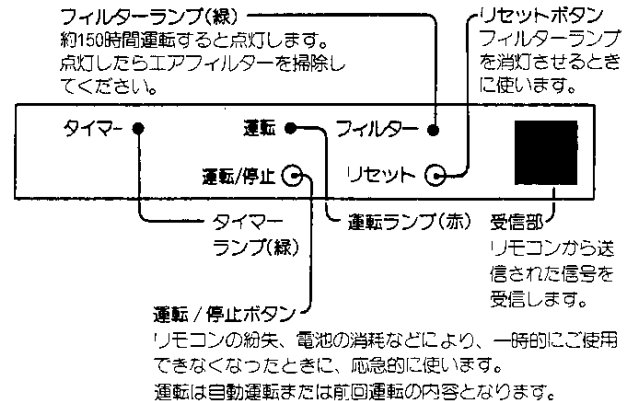 フィルターランプ(緑)
約150時間運転すると点灯します。
点灯したらエアフィルターを掃除し
てください。
リセットボタン
フィルターランプ
を消灯させるとき
に使います。
タイマー 運転 フィルター
運転/停止 リセット
タイマー
ランプ(緑)
運転ランプ(赤)
受信部
リモコンから送
信された信号を
受信します。
運転/停止ボタン
リモコンの紛失、電池の消耗などにより、一時的にご使用
できなくなったときに、応急的に使います。
運転は自動運転または前回運転の内容となります。